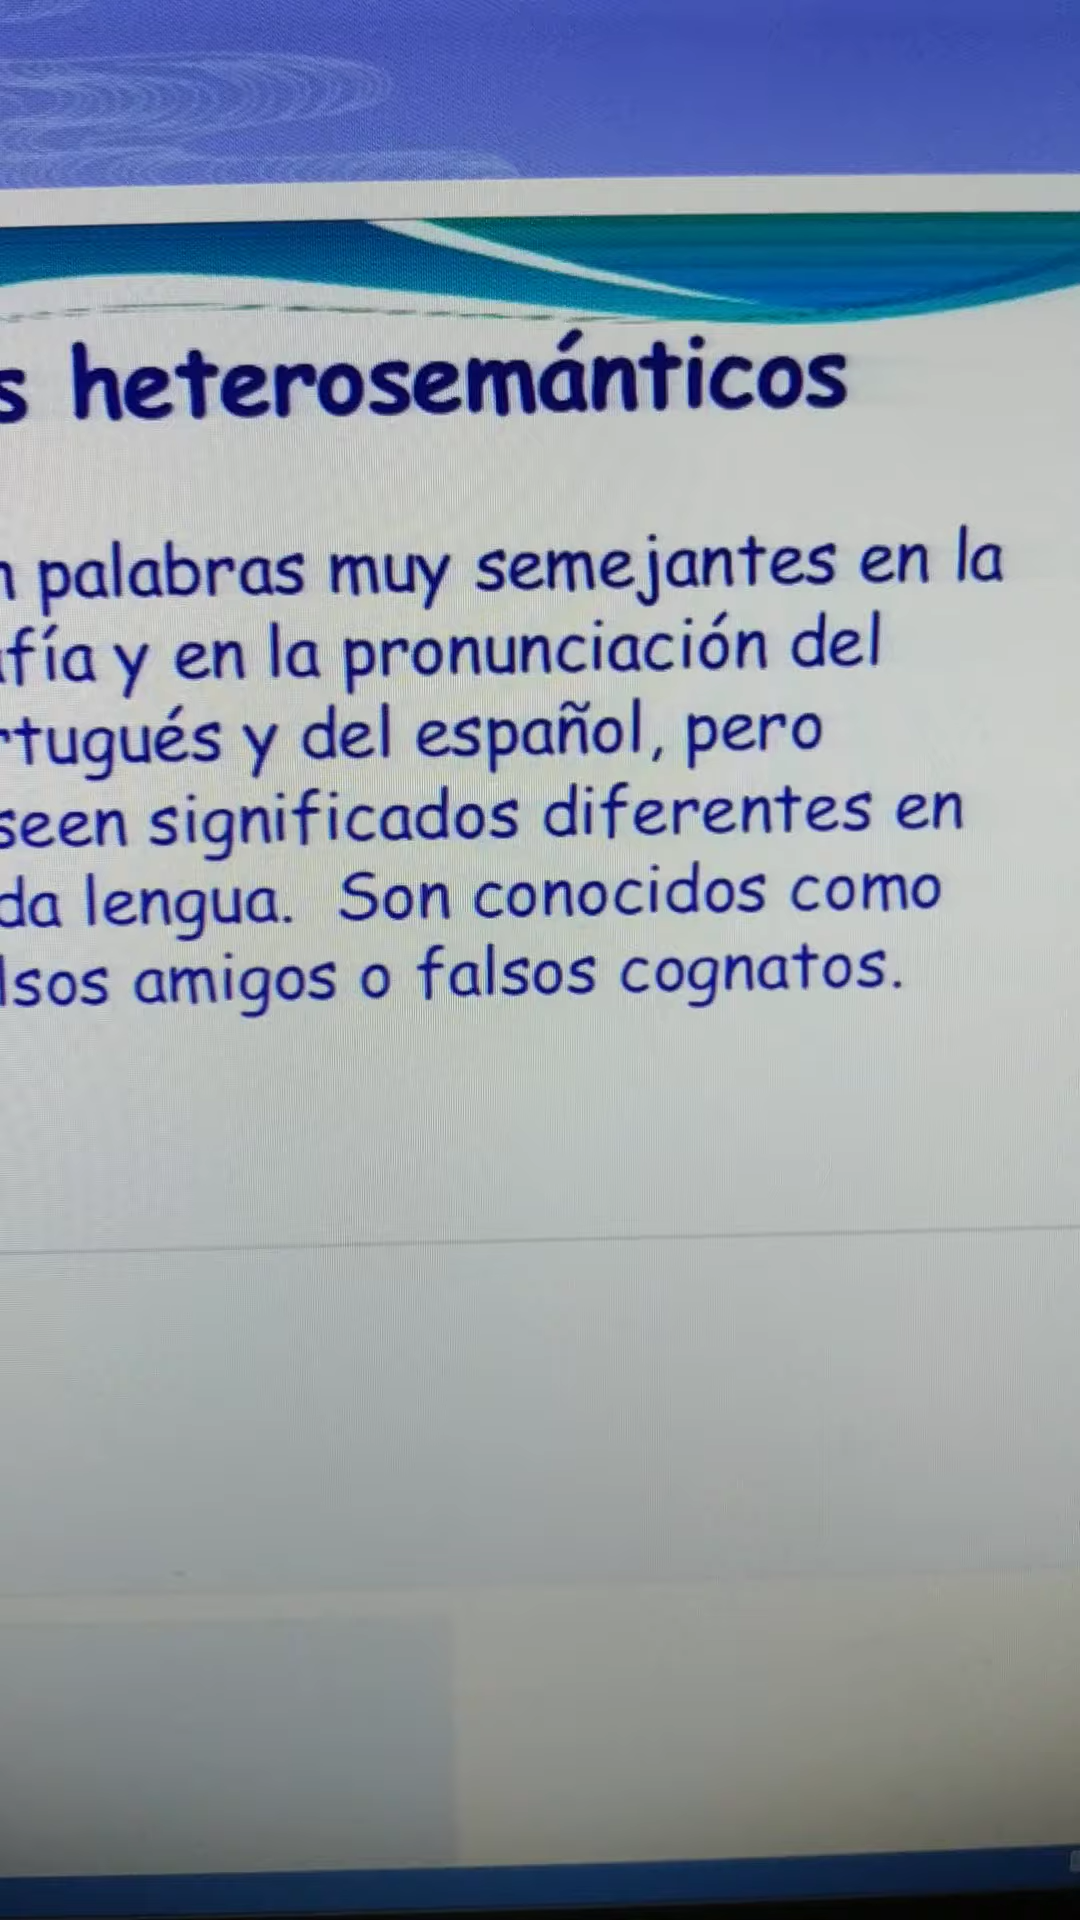 s heterosemánticos
palabras muy semejantes en la
fía y en la pronunciación del
tugués y del español, pero
seen significados diferentes en
da lengua. Son conocidos como
lsos amigos o falsos cognatos.